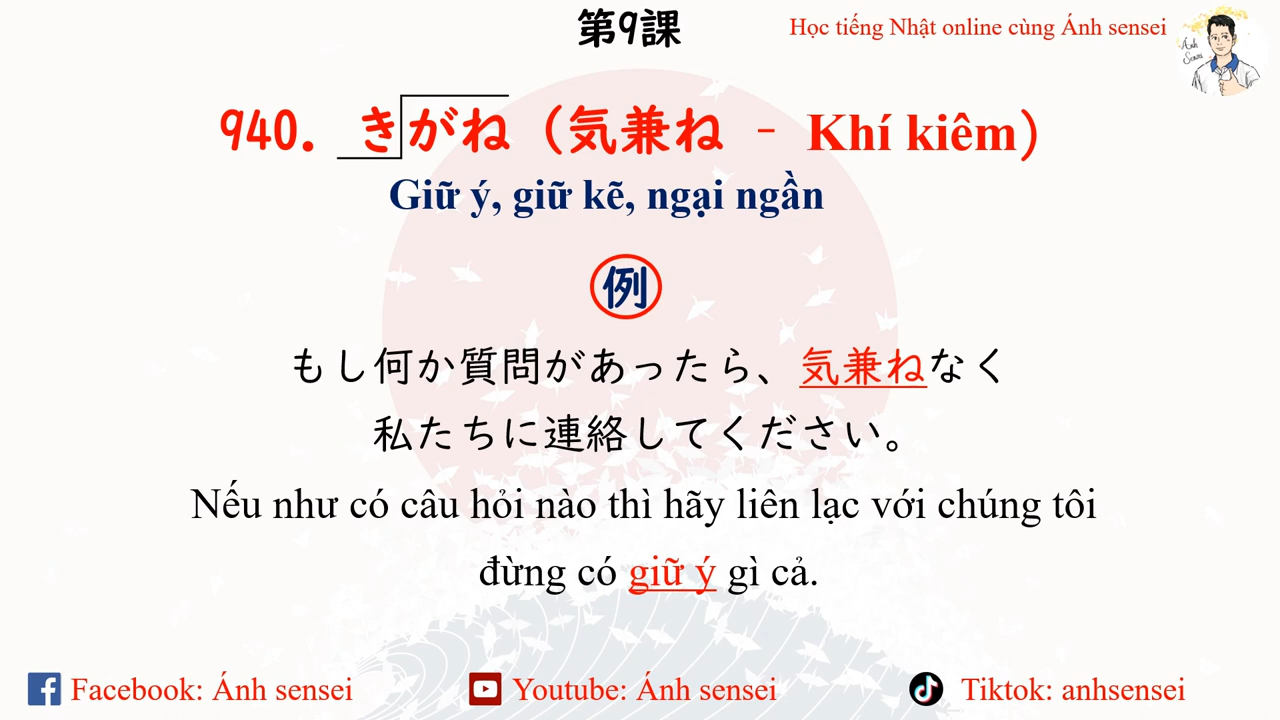 第9課
Học tiếng Nhật online cùng Ánh sensei
Ánh
Sensei
940. きがね (気兼ね - Khí kiêm)
Giữ ý, giữ kẽ, ngại ngần
例
もし何か質問があったら、気兼ねなく
私たちに連絡してください。
Nếu như có câu hỏi nào thì hãy liên lạc với chúng tôi
đừng có giữ ý gì cả.
Facebook: Ánh sensei
Youtube: Ánh sensei
Tiktok: anhsensei